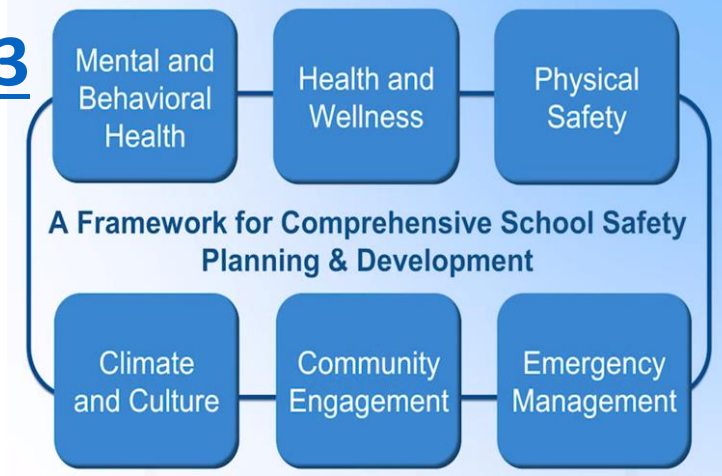 3
Mental and
Behavioral
Health
Health and
Wellness
Physical
Safety
A Framework for Comprehensive School Safety
Planning & Development
Climate
and Culture
Community
Engagement
Emergency
Management